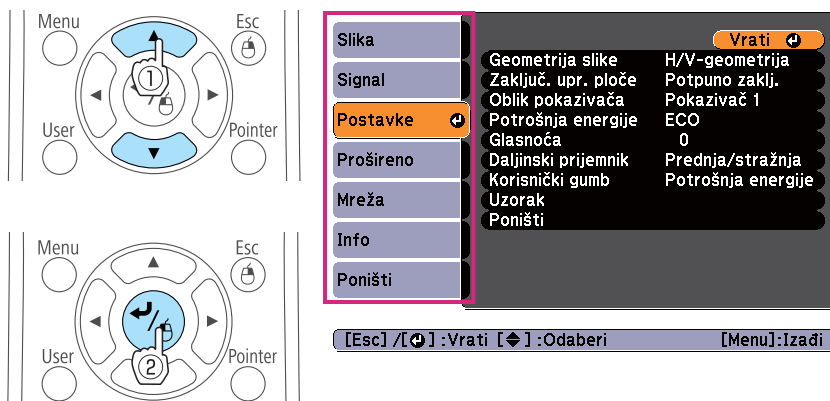 Menu
Esc
①
User
Pointer
Menu
Esc
User
Pointer
②
Slika
Signal
Postavke
Prošireno
Mreža
Info
Poništi
Vrati
Geometrija slike H/V-geometrija
Zaključ. upr. ploče Potpuno zaklj.
Oblik pokazivača Pokazivač 1
Potrošnja energije ECO
Glasnoća 0
Daljinski prijemnik Prednja/stražnja
Korisnički gumb Potrošnja energije
Uzorak
Poništi
[Esc] /[⏎] :Vrati [◆] :Odaberi [Menu]:Izađi